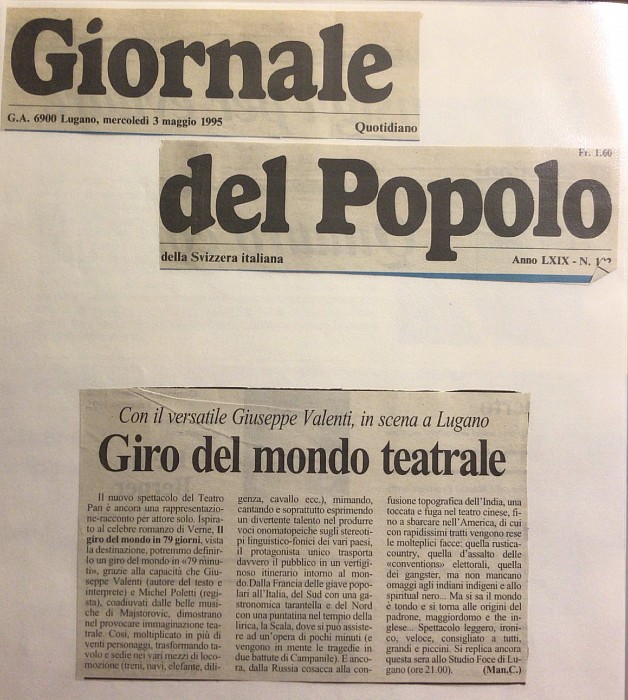 Giornale
G.A. 6900 Lugano, mercoledì 3 maggio 1995
Quotidiano
Fr. 1.60
del Popolo
della Svizzera italiana
Anno LXIX - N.
Con il versatile Giuseppe Valenti, in scena a Lugano
Giro del mondo teatrale
Il nuovo spettacolo del Teatro
Pan è ancora una rappresentazio-
ne-racconto per attore solo. Ispira-
to al celebre romanzo di Verne, Il
giro del mondo in 79 giorni, vista
la destinazione, potremmo definir-
lo un giro del mondo in «79 minu-
ti», grazie alla capacità che Giu-
seppe Valenti (autore del testo e
interprete) e Michel Poletti (regi-
sta), coadiuvati dalle belle musi-
che di Majstorovic, dimostrano
nel provocare immaginazione tea-
trale. Così, moltiplicato in più di
venti personaggi, trasformando ta-
volo e sedie nei vari mezzi di loco-
mozione (treni, navi, elefante, dili-
genza, cavallo ecc.), mimando,
cantando e soprattutto esprimendo
un divertente talento nel produrre
voci onomatopeiche sugli stereoti-
pi linguistico-fonici dei vari paesi,
il protagonista unico trasporta
davvero il pubblico in un vertigi-
noso itinerario intorno al mon-
do. Dalla Francia delle giave popo-
lari all'Italia, del Sud con una ga-
stronomica tarantella e del Nord
con una puntatina nel tempio della
lirica, la Scala, dove si può assiste-
re ad un'opera di pochi minuti (e
vengono in mente le tragedie in
due battute di Campanile). E anco-
ra, dalla Russia cosacca alla con-
fusione topografica dell'India, una
toccata e fuga nel teatro cinese, fi-
no a sbarcare nell'America, di cui
con rapidissimi tratti vengono rese
le molteplici facce: quella rustica-
country, quella d'assalto delle
«conventions» elettorali, quella
dei gangster, ma non mancano
omaggi agli indiani indigeni e allo
spiritual nero... Ma si sa il mondo
è tondo e si torna alle origini del
padrone, maggiordomo e the in-
glese... Spettacolo leggero, ironi-
co, veloce, consigliato a tutti,
grandi e piccini. Si replica ancora
questa sera allo Studio Foce di Lu-
gano (ore 21.00). (Man.C.)